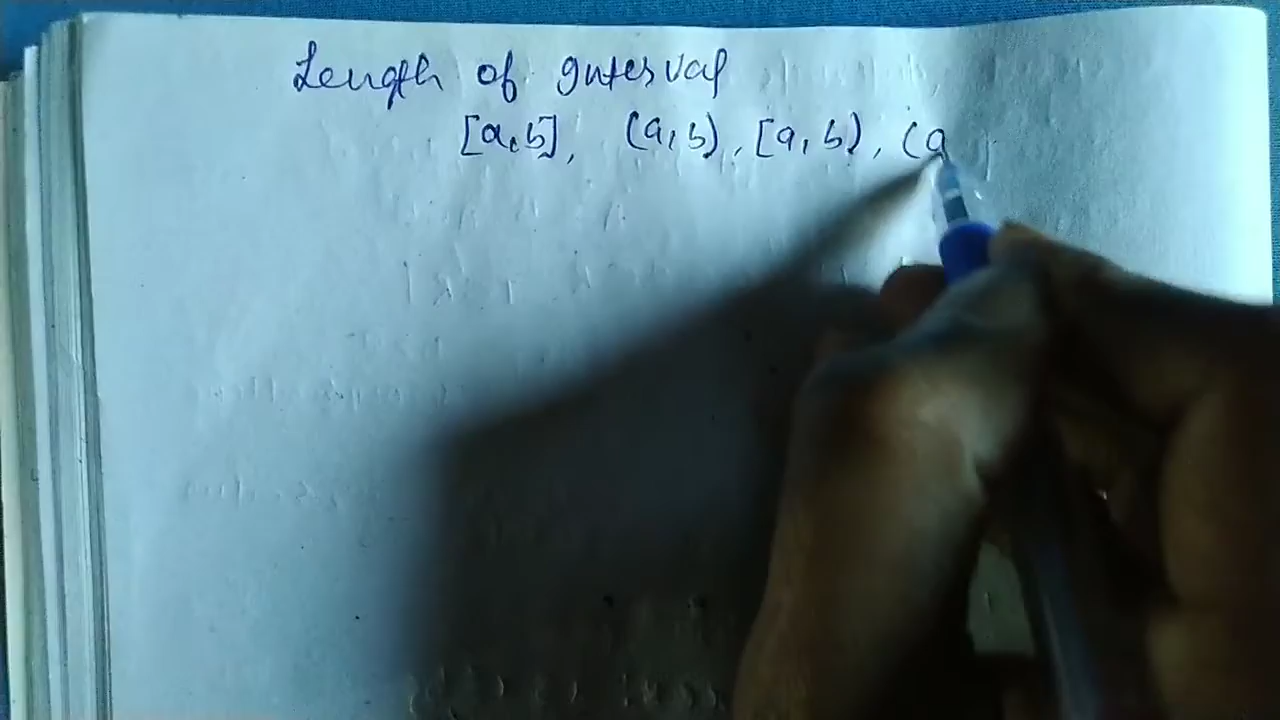 Length of Interval
[a,b], (a,b), [a,b), (a